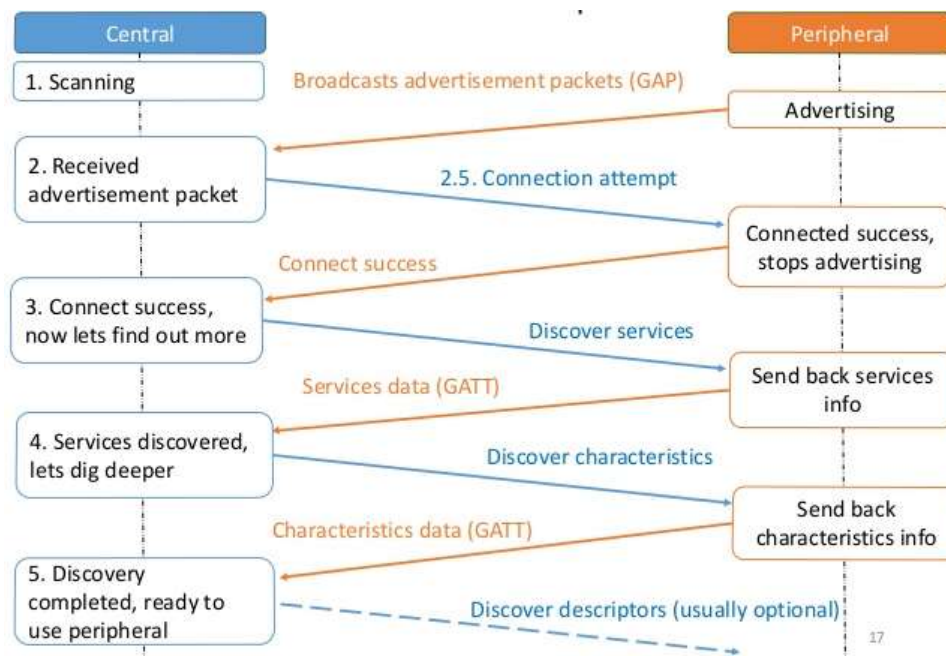 Central
Peripheral
1. Scanning
Broadcasts advertisement packets (GAP)
Advertising
2. Received
advertisement packet
2.5. Connection attempt
Connected success,
stops advertising
Connect success
3. Connect success,
now lets find out more
Discover services
Services data (GATT)
Send back services
info
4. Services discovered,
lets dig deeper
Discover characteristics
Send back
characteristics info
Characteristics data (GATT)
5. Discovery
completed, ready to
use peripheral
Discover descriptors (usually optional)
17